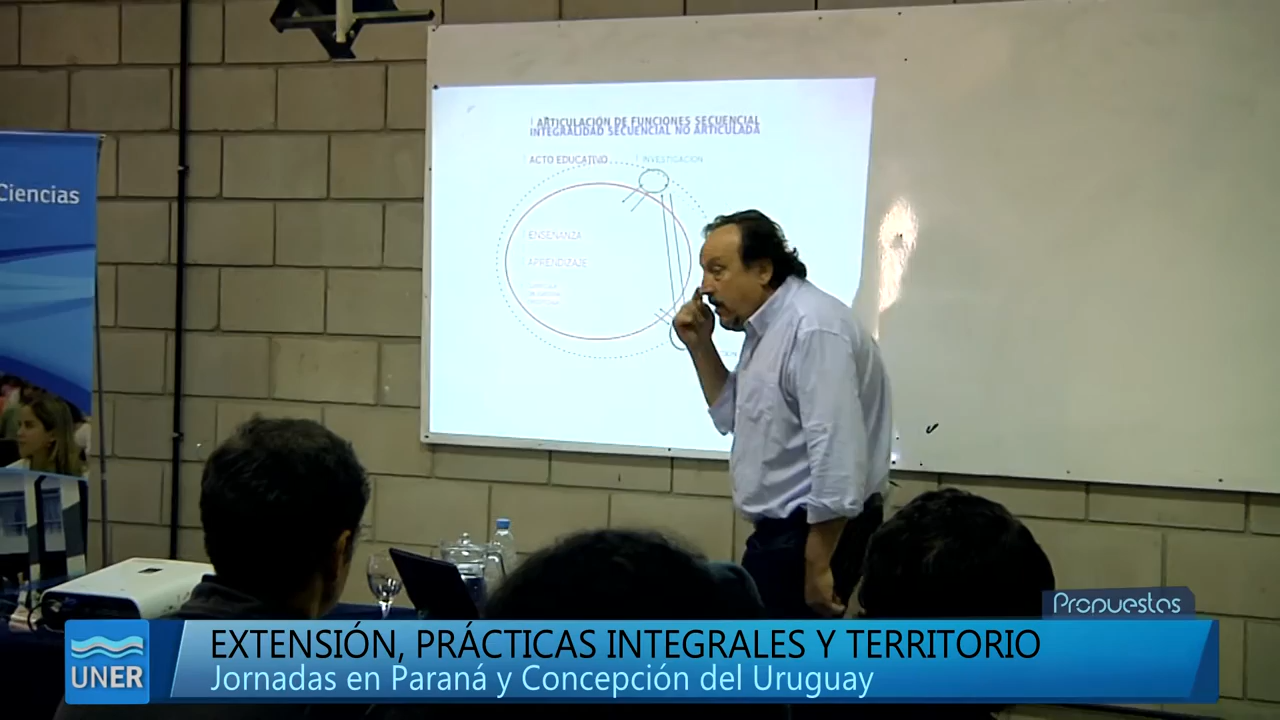 ARTICULACIÓN DE FUNCIONES SECUENCIAL
INTEGRALIDAD SECUENCIAL NO ARTICULADA
ACTO EDUCATIVO
INVESTIGACION
Ciencias
ENSEÑANZA
APRENDIZAJE
Propuestas
UNER
EXTENSIÓN, PRÁCTICAS INTEGRALES Y TERRITORIO
Jornadas en Paraná y Concepción del Uruguay